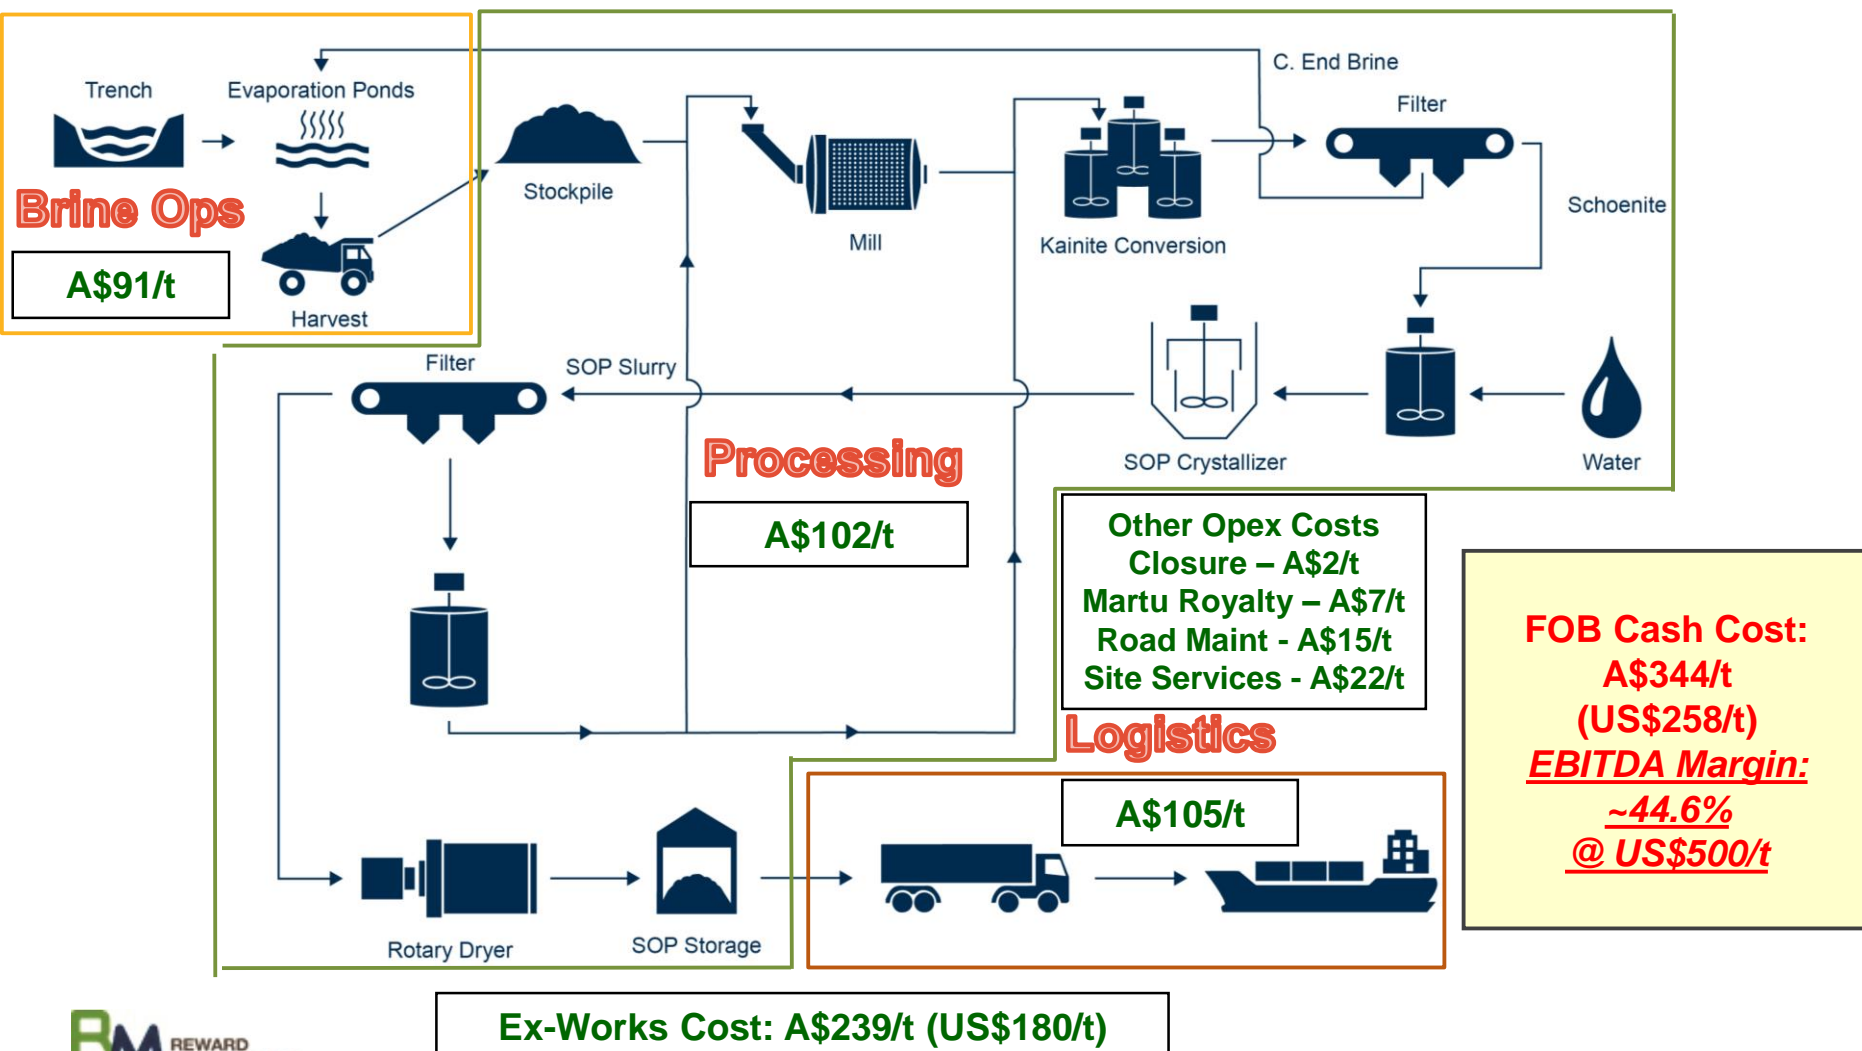 C. End Brine
Trench
Evaporation Ponds
Filter
Stockpile
Brine Ops
Schoenite
Mill
Kainite Conversion
A$91/t
Harvest
Filter
SOP Slurry
Processing
SOP Crystallizer
Water
A$102/t
Other Opex Costs
Closure – A$2/t
Martu Royalty – A$7/t
Road Maint - A$15/t
Site Services - A$22/t
FOB Cash Cost:
A$344/t
(US$258/t)
EBITDA Margin:
~44.6%
@ US$500/t
Logistics
A$105/t
Rotary Dryer
SOP Storage
Ex-Works Cost: A$239/t (US$180/t)
RM
REWARD